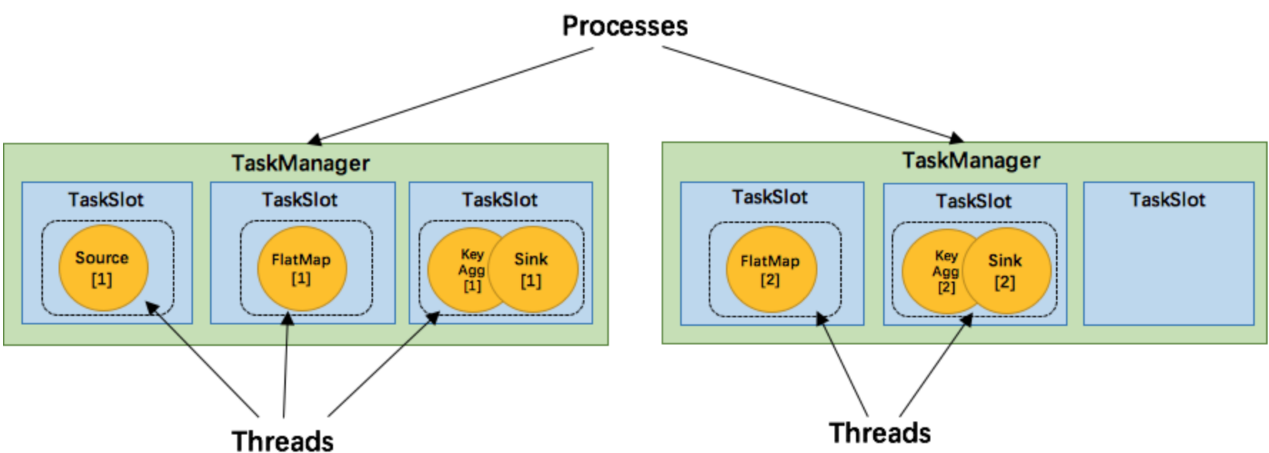 Processes
TaskManager
TaskSlot
Source
[1]
TaskSlot
FlatMap
[1]
TaskSlot
Key
Agg
[1]
Sink
[1]
Threads
TaskManager
TaskSlot
FlatMap
[2]
TaskSlot
Key
Agg
[2]
Sink
[2]
TaskSlot
Threads